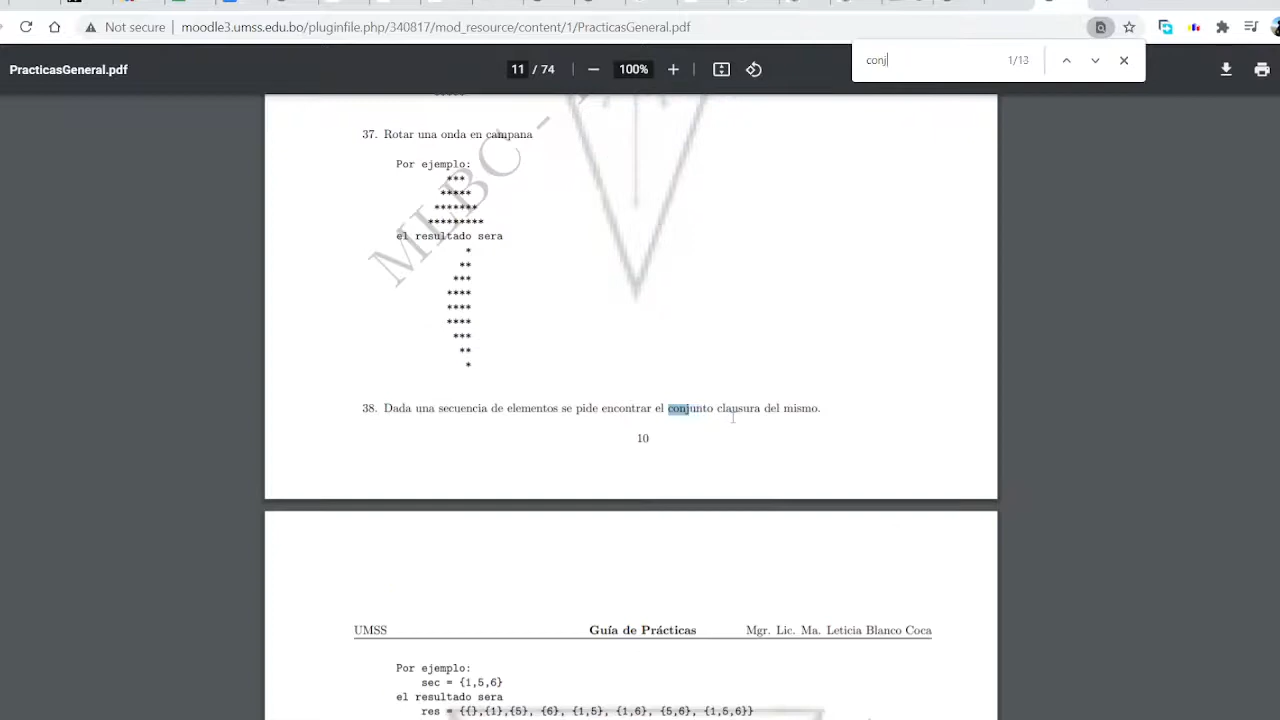 Not secure | moodle3.umss.edu.bo/pluginfile.php/340817/mod_resource/content/1/PracticasGeneral.pdf
conj 1/13
PracticasGeneral.pdf 11 / 74 100%
37. Rotar una onda en campana
Por ejemplo:
***
*****
*******
*********
el resultado sera
*
**
***
****
****
****
***
**
*
MLBC -
38. Dada una secuencia de elementos se pide encontrar el conjunto clausura del mismo.
10
UMSS Guía de Prácticas Mgr. Lic. Ma. Leticia Blanco Coca
Por ejemplo:
sec = {1,5,6}
el resultado sera
res = {{},{1},{5}, {6}, {1,5}, {1,6}, {5,6}, {1,5,6}}